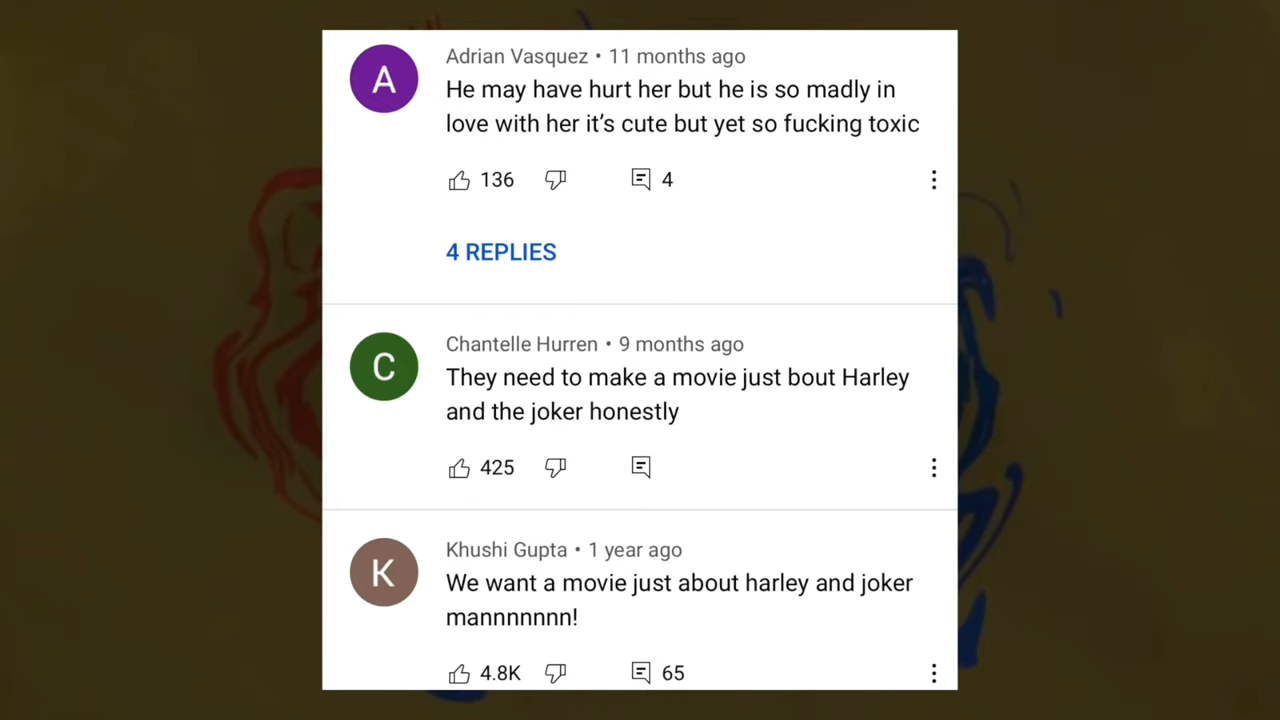 A
Adrian Vasquez • 11 months ago
He may have hurt her but he is so madly in
love with her it’s cute but yet so fucking toxic
136 4
4 REPLIES
C
Chantelle Hurren • 9 months ago
They need to make a movie just bout Harley
and the joker honestly
425
K
Khushi Gupta • 1 year ago
We want a movie just about harley and joker
mannnnnnn!
4.8K 65